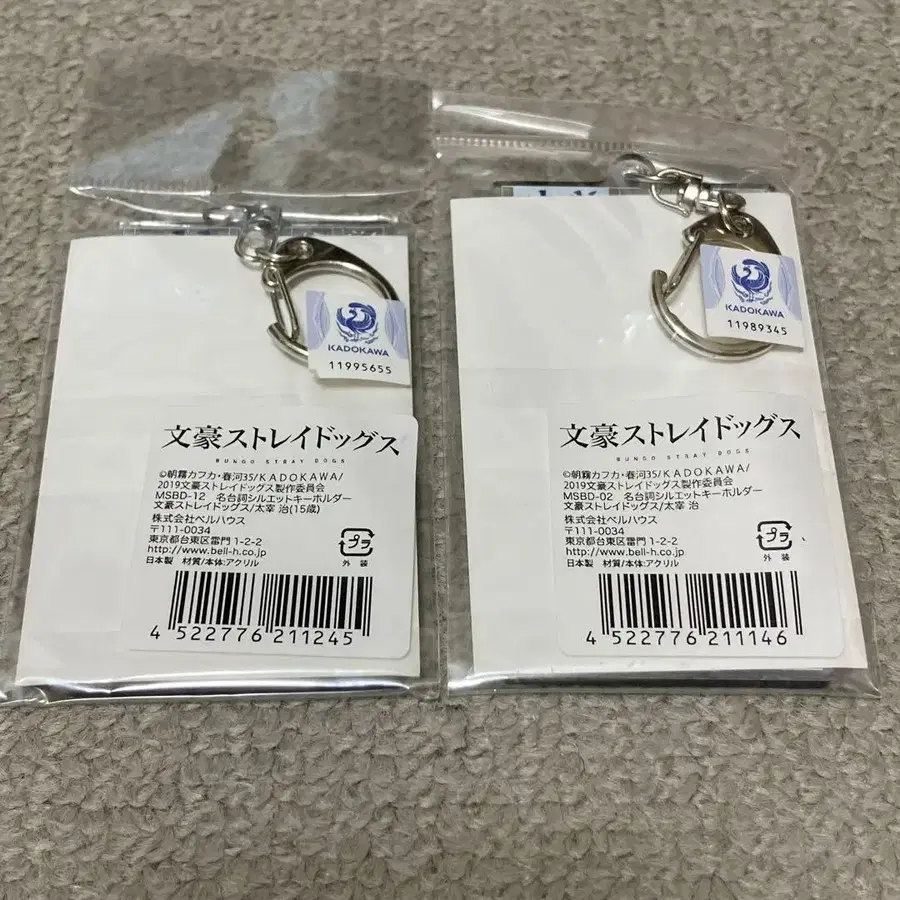 KADOKAWA
11995655
文豪ストレイドッグス
BUNGO STRAY DOGS
©朝霧カフカ・春河35/KADOKAWA/
2019文豪ストレイドッグス製作委員会
MSBD-12 名台詞シルエットキーホルダー
文豪ストレイドッグス/太宰 治(15歳)
株式会社ベルハウス
〒111-0034
東京都台東区雷門 1-2-2
http://www.bell-h.co.jp
日本製 材質/本体:アクリル
プラ
外装
4 522776 211245
KADOKAWA
11989345
文豪ストレイドッグス
BUNGO STRAY DOGS
©朝霧カフカ・春河35/KADOKAWA/
2019文豪ストレイドッグス製作委員会
MSBD-02 名台詞シルエットキーホルダー
文豪ストレイドッグス/太宰 治
株式会社ベルハウス
〒111-0034
東京都台東区雷門 1-2-2
http://www.bell-h.co.jp
日本製 材質/本体:アクリル
プラ
外装
4 522776 211146